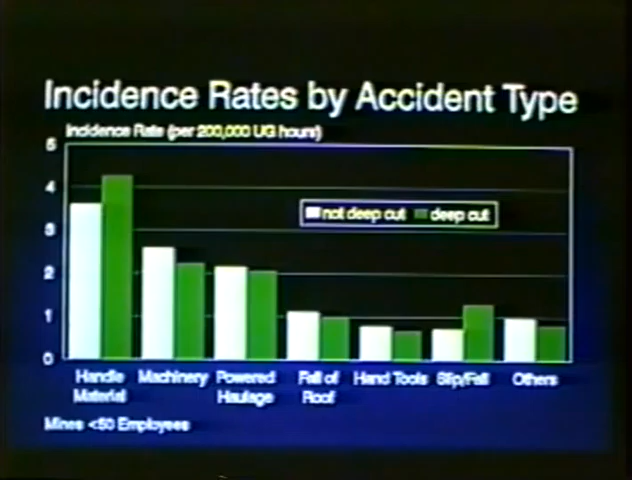 Incidence Rates by Accident Type
Incidence Rate (per 200,000 UG hours)
5
4
3
2
1
0
not deep cut deep cut
Handle Machinery Powered Fall of Hand Tools Slip/Fall Others
Material Haulage Roof
Mines <50 Employees